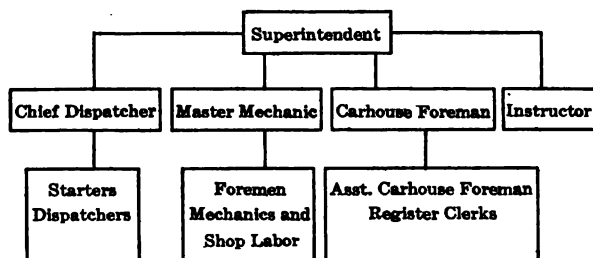 Superintendent
Chief Dispatcher
Master Mechanic
Carhouse Foreman
Instructor
Starters
Dispatchers
Foremen
Mechanics and
Shop Labor
Asst. Carhouse Foreman
Register Clerks